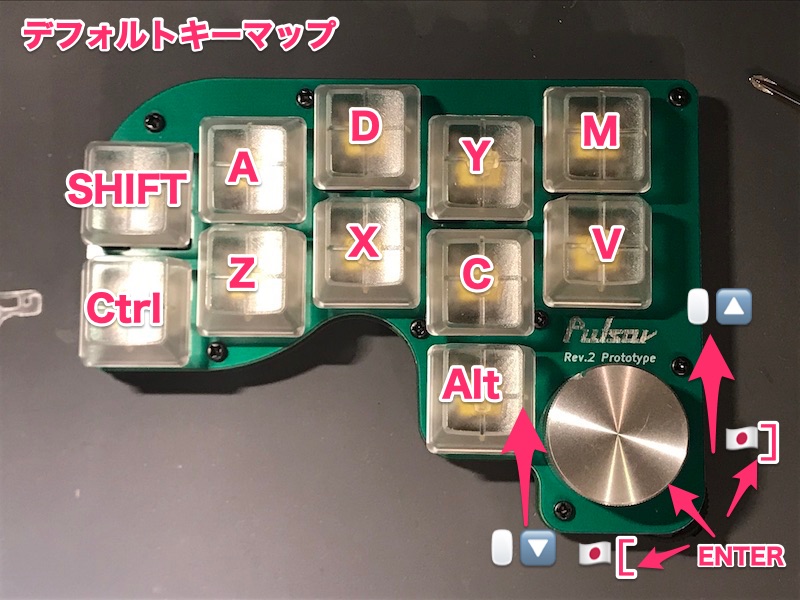 デフォルトキーマップ
SHIFT
A
D
Y
M
Ctrl
Z
X
C
V
Pulsar
Rev.2 Prototype
Alt
ENTER